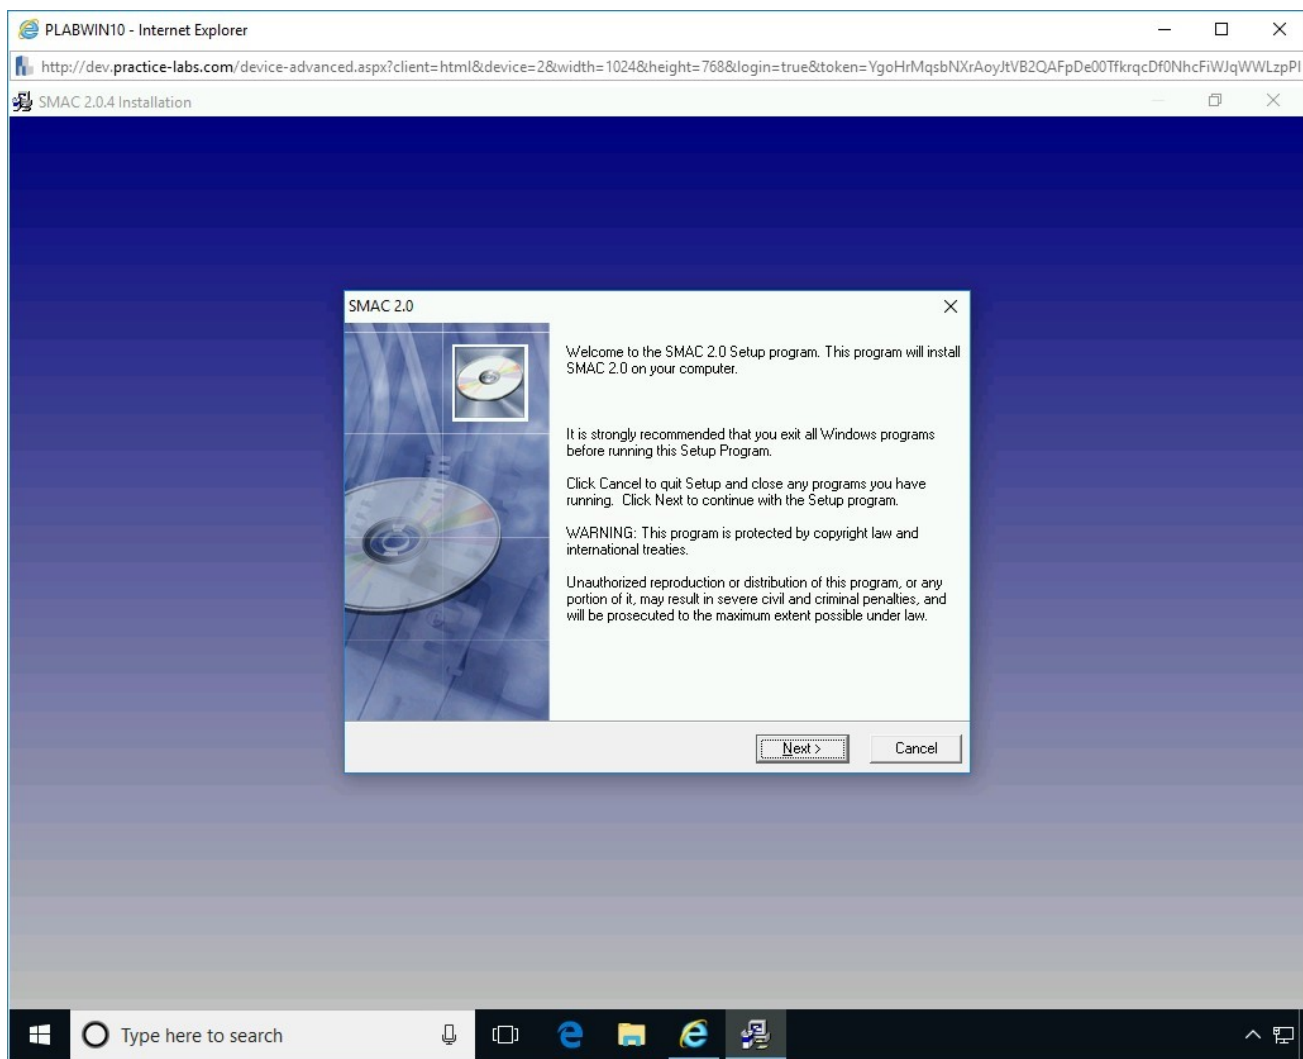 PLABWIN10 - Internet Explorer
http://dev.practice-labs.com/device-advanced.aspx?client=html&device=2&width=1024&height=768&login=true&token=YgoHrMqsbNXrAoyJtVB2QAFpDe00TfkrqcDf0NhcFiWJqWWLzpPI
SMAC 2.0.4 Installation
SMAC 2.0
Welcome to the SMAC 2.0 Setup program. This program will install
SMAC 2.0 on your computer.
It is strongly recommended that you exit all Windows programs
before running this Setup Program.
Click Cancel to quit Setup and close any programs you have
running. Click Next to continue with the Setup program.
WARNING: This program is protected by copyright law and
international treaties.
Unauthorized reproduction or distribution of this program, or any
portion of it, may result in severe civil and criminal penalties, and
will be prosecuted to the maximum extent possible under law.
Next >
Cancel
Type here to search